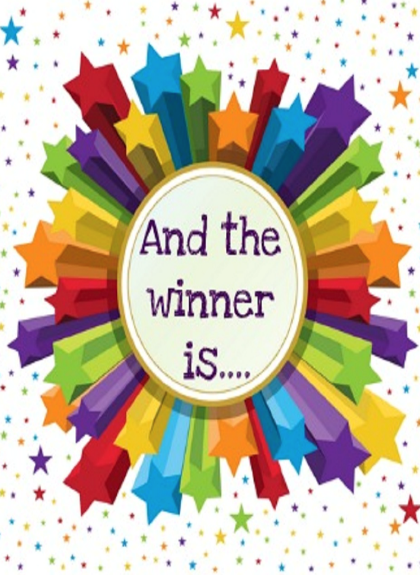 And the
winner
is....